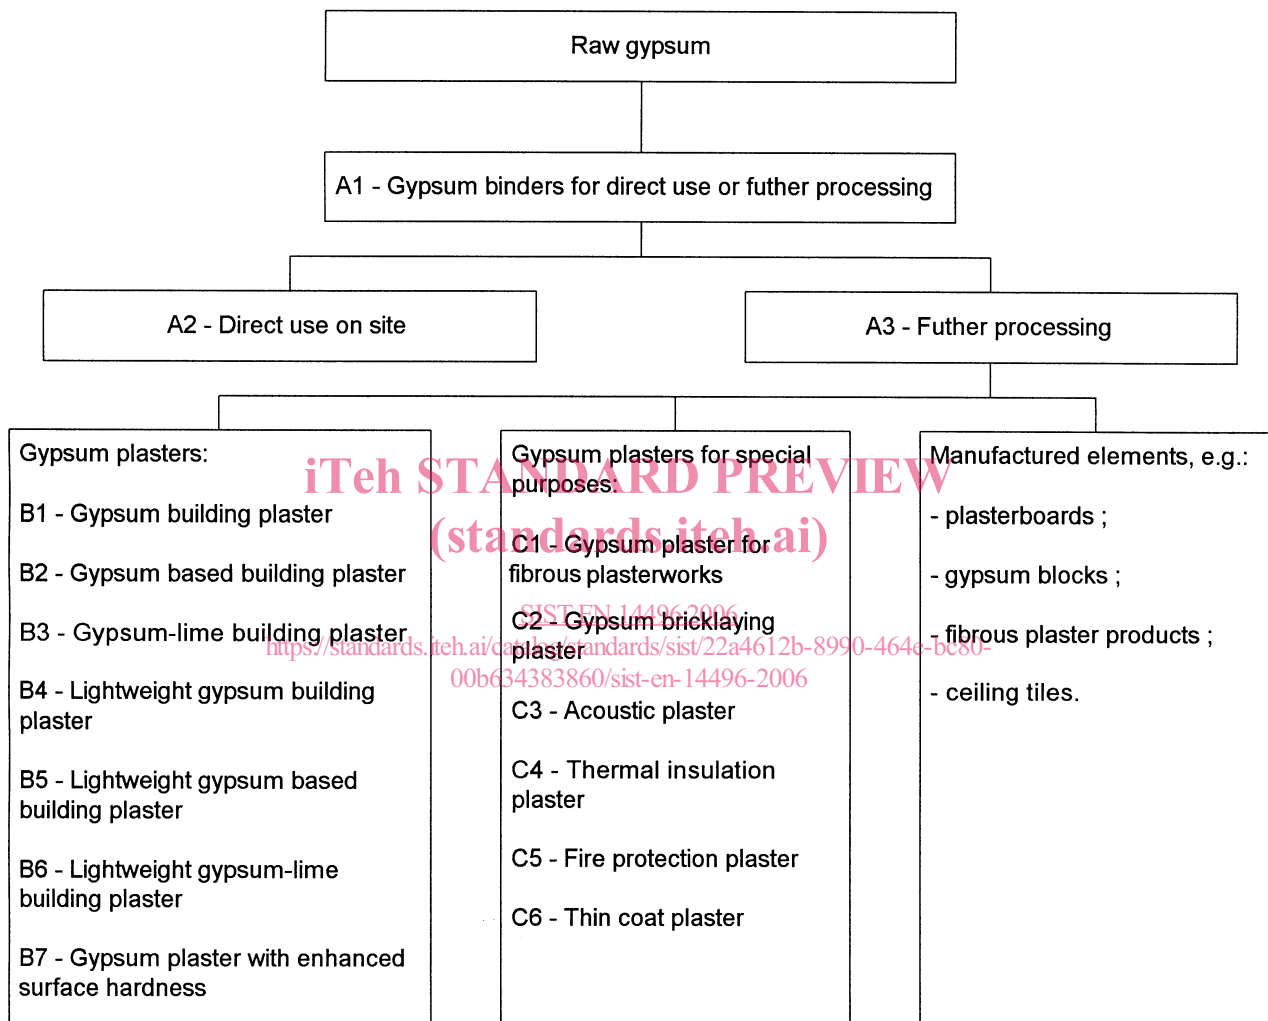 Raw gypsum
A1 - Gypsum binders for direct use or futher processing
A2 - Direct use on site
A3 - Futher processing
Gypsum plasters:
B1 - Gypsum building plaster
B2 - Gypsum based building plaster
B3 - Gypsum-lime building plaster
B4 - Lightweight gypsum building
plaster
B5 - Lightweight gypsum based
building plaster
B6 - Lightweight gypsum-lime
building plaster
B7 - Gypsum plaster with enhanced
surface hardness
Gypsum plasters for special
purposes:
C1 - Gypsum plaster for
fibrous plasterworks
C2 - Gypsum bricklaying
plaster
C3 - Acoustic plaster
C4 - Thermal insulation
plaster
C5 - Fire protection plaster
C6 - Thin coat plaster
Manufactured elements, e.g.:
- plasterboards ;
- gypsum blocks ;
- fibrous plaster products ;
- ceiling tiles.
iTeh STANDARD PREVIEW
(standards.iteh.ai)
SIST EN 14496:2006
https://standards.iteh.ai/catalog/standards/sist/22a4612b-8990-464e-bc80-
00b634383860/sist-en-14496-2006